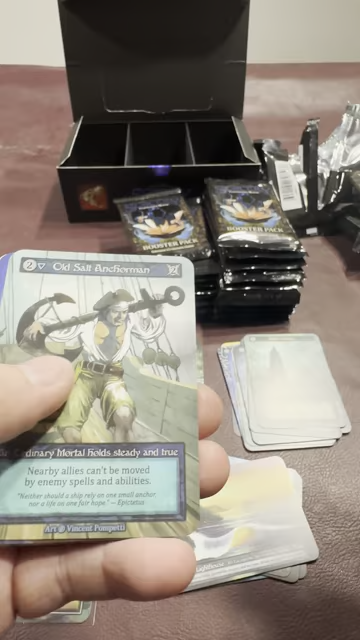 2 Old Salt Anchorman
Ordinary Mortal holds steady and true
Nearby allies can't be moved
by enemy spells and abilities.
"Neither should a ship rely on one small anchor,
nor a life on one fair hope." — Epictetus
Art @ Vincent Pompetti
BOOSTER PACK
BOOSTER PACK